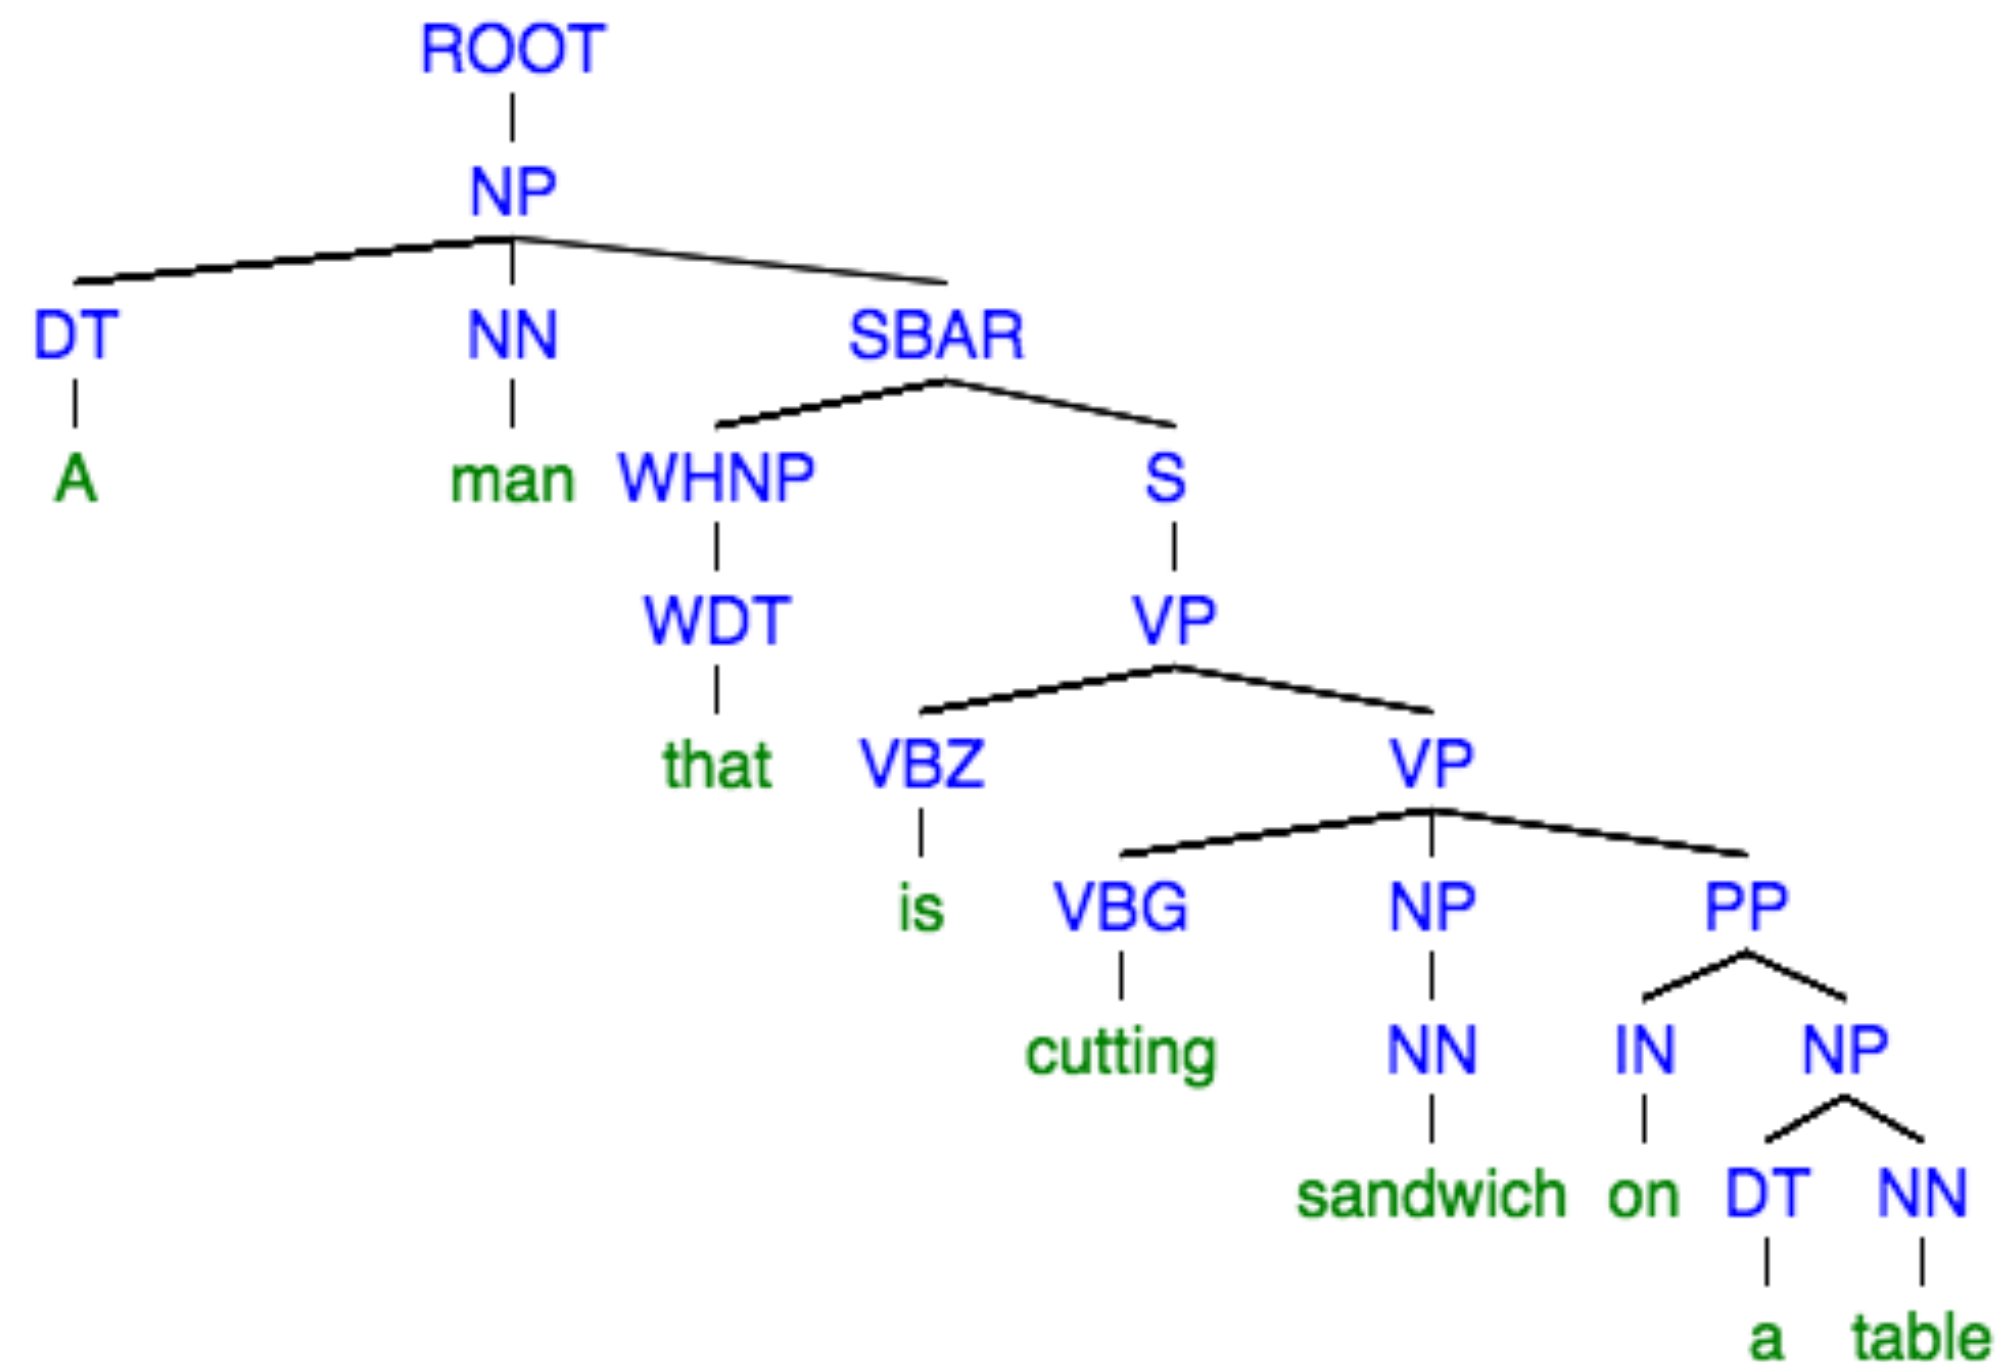 ROOT
NP
DT NN SBAR
A man WHNP S
WDT VP
that VBZ VP
is VBG NP PP
cutting NN IN NP
sandwich on DT NN
a table